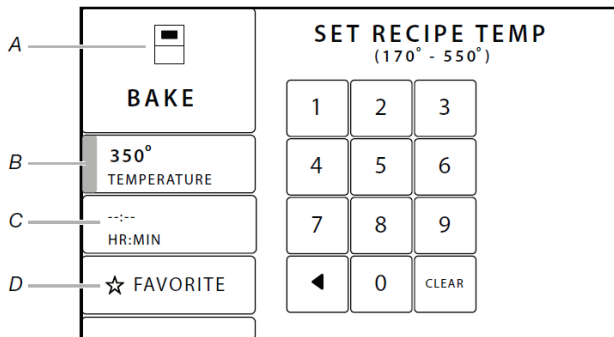 A
BAKE
B
350°
TEMPERATURE
C
--:--
HR:MIN
D
☆ FAVORITE
SET RECIPE TEMP
(170° - 550°)
1 2 3
4 5 6
7 8 9
◀ 0 CLEAR